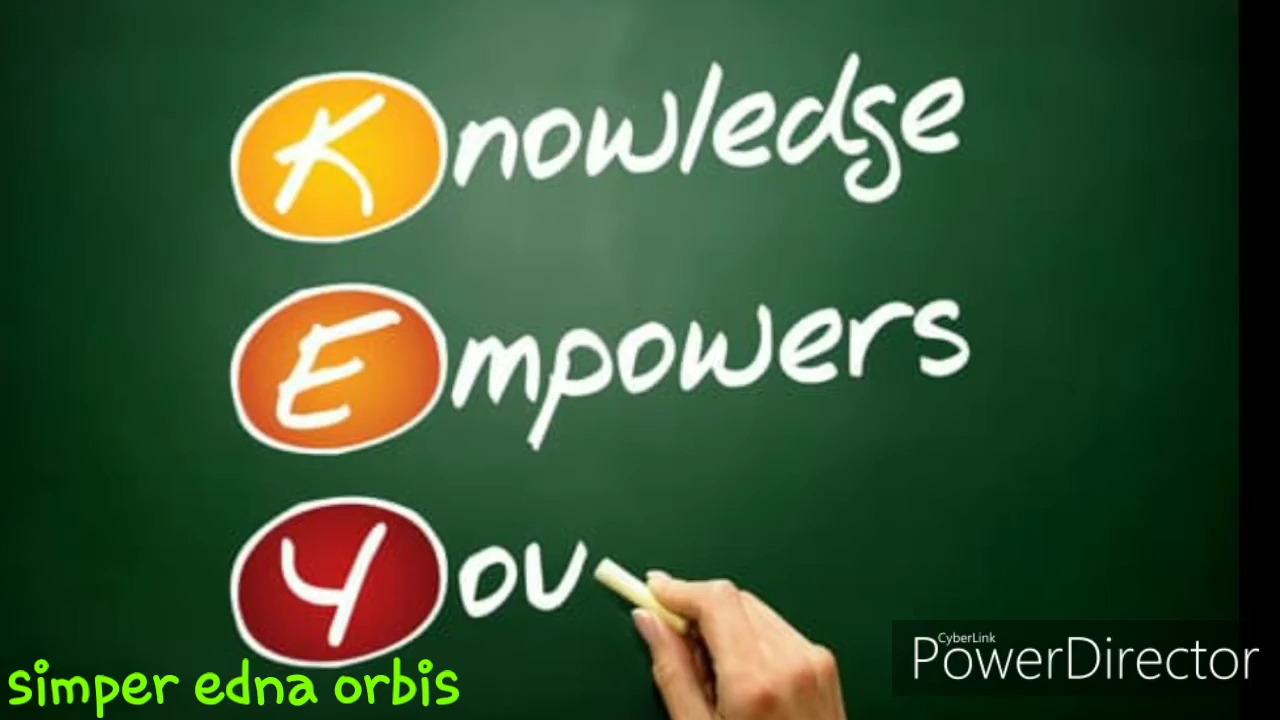 Knowledge
Empowers
You
simper edna orbis
CyberLink
PowerDirector